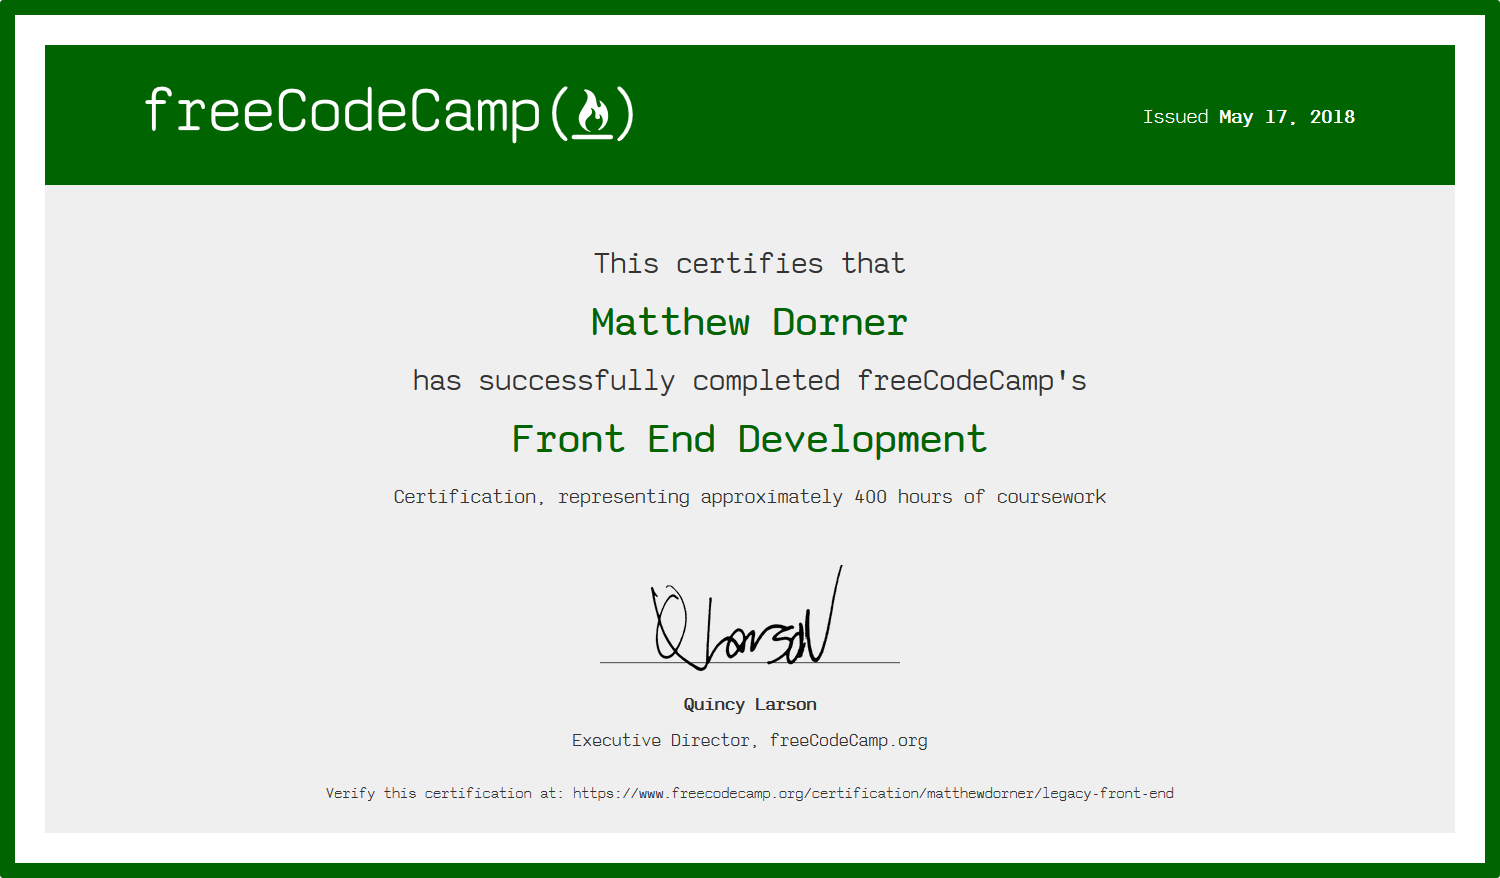 freeCodeCamp(🔥)
Issued May 17, 2018
This certifies that
Matthew Dorner
has successfully completed freeCodeCamp's
Front End Development
Certification, representing approximately 400 hours of coursework
Q Larson
Quincy Larson
Executive Director, freeCodeCamp.org
Verify this certification at: https://www.freecodecamp.org/certification/matthewdorner/legacy-front-end